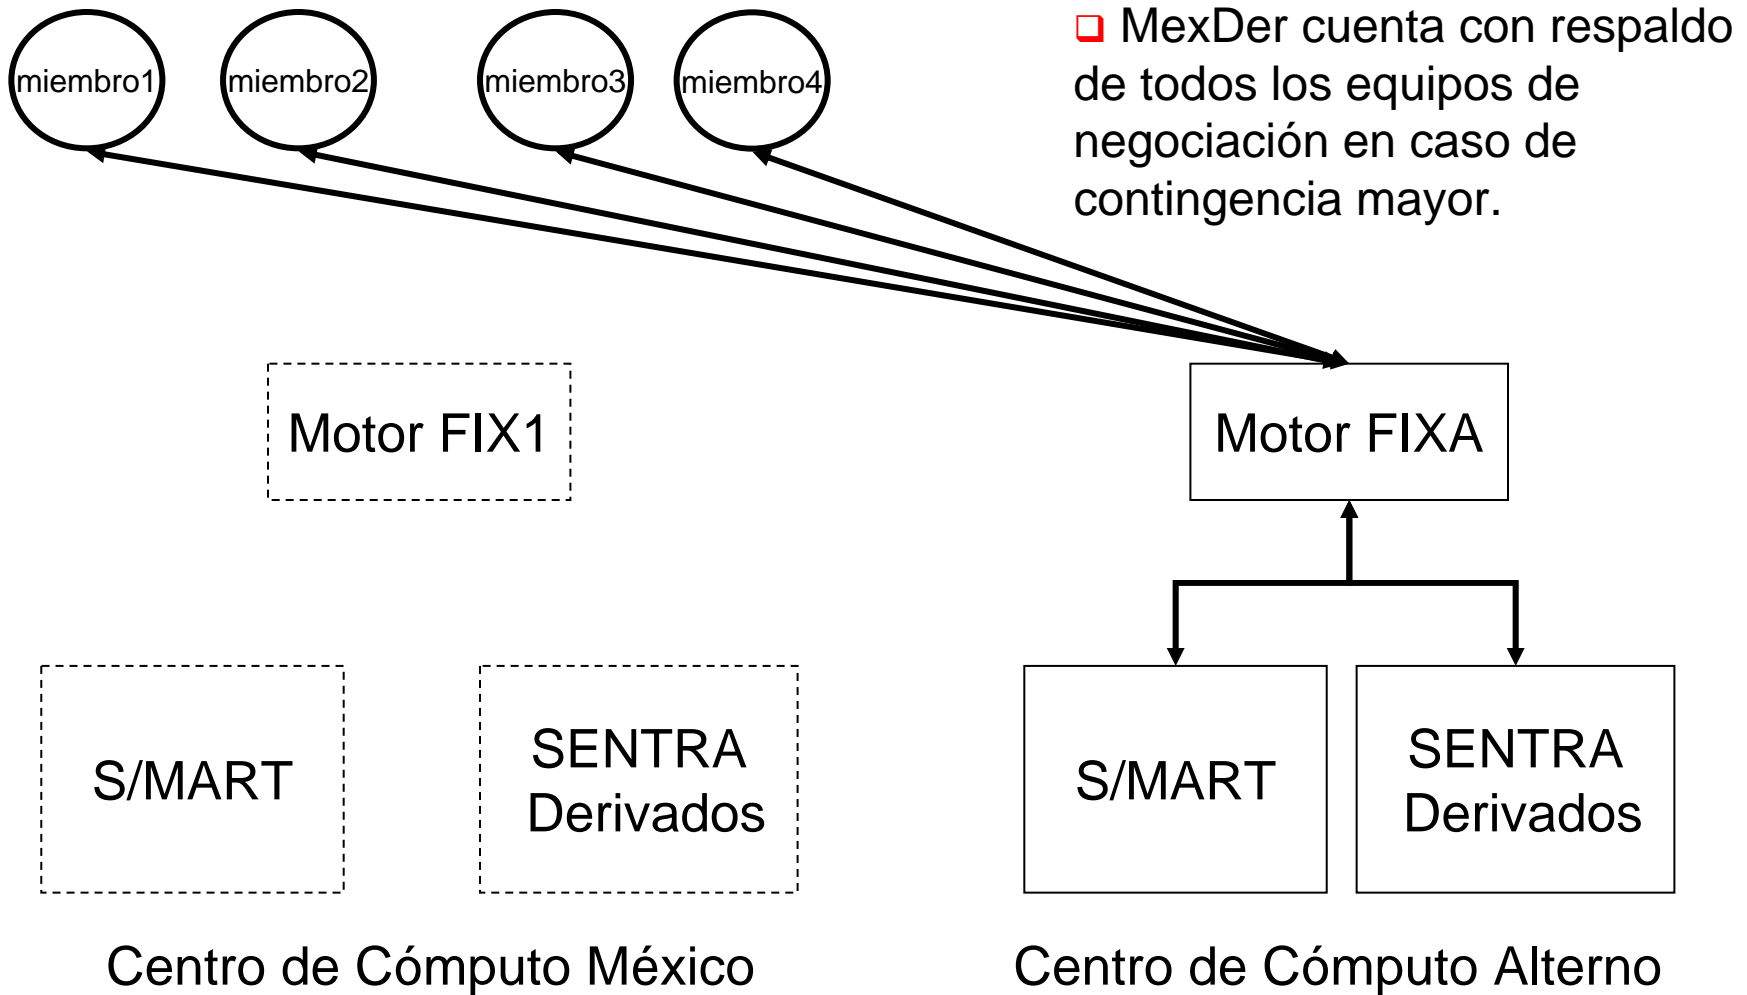 miembro1 miembro2 miembro3 miembro4
MexDer cuenta con respaldo
de todos los equipos de
negociación en caso de
contingencia mayor.
Motor FIX1 Motor FIXA
S/MART
SENTRA
Derivados
S/MART
SENTRA
Derivados
Centro de Cómputo México
Centro de Cómputo Alterno